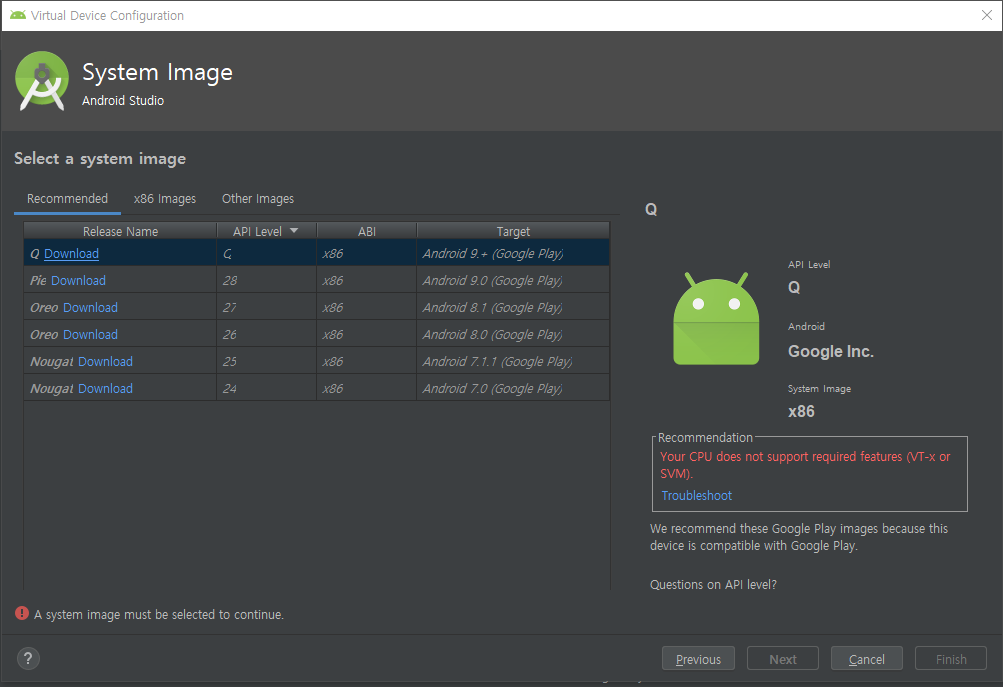 Virtual Device Configuration
System Image
Android Studio
Select a system image
Recommended x86 Images Other Images
Release Name API Level ABI Target
Q Download Q x86 Android 9.+ (Google Play)
Pie Download 28 x86 Android 9.0 (Google Play)
Oreo Download 27 x86 Android 8.1 (Google Play)
Oreo Download 26 x86 Android 8.0 (Google Play)
Nougat Download 25 x86 Android 7.1.1 (Google Play)
Nougat Download 24 x86 Android 7.0 (Google Play)
Q
API Level
Q
Android
Google Inc.
System Image
x86
Recommendation
Your CPU does not support required features (VT-x or
SVM).
Troubleshoot
We recommend these Google Play images because this
device is compatible with Google Play.
Questions on API level?
A system image must be selected to continue.
? Previous Next Cancel Finish